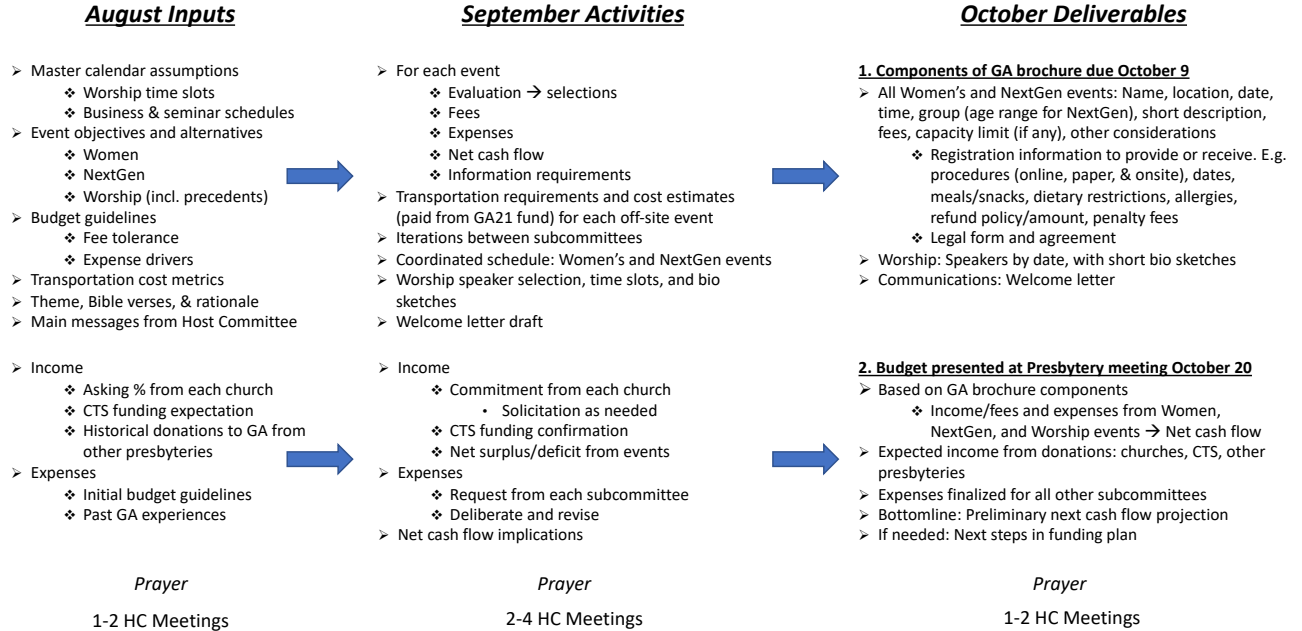 August Inputs
➢ Master calendar assumptions
❖ Worship time slots
❖ Business & seminar schedules
➢ Event objectives and alternatives
❖ Women
❖ NextGen
❖ Worship (incl. precedents)
➢ Budget guidelines
❖ Fee tolerance
❖ Expense drivers
➢ Transportation cost metrics
➢ Theme, Bible verses, & rationale
➢ Main messages from Host Committee
➢ Income
❖ Asking % from each church
❖ CTS funding expectation
❖ Historical donations to GA from
other presbyteries
➢ Expenses
❖ Initial budget guidelines
❖ Past GA experiences
Prayer
1-2 HC Meetings
September Activities
➢ For each event
❖ Evaluation → selections
❖ Fees
❖ Expenses
❖ Net cash flow
❖ Information requirements
➢ Transportation requirements and cost estimates
(paid from GA21 fund) for each off-site event
➢ Iterations between subcommittees
➢ Coordinated schedule: Women's and NextGen events
➢ Worship speaker selection, time slots, and bio
sketches
➢ Welcome letter draft
➢ Income
❖ Commitment from each church
• Solicitation as needed
❖ CTS funding confirmation
❖ Net surplus/deficit from events
➢ Expenses
❖ Request from each subcommittee
❖ Deliberate and revise
➢ Net cash flow implications
Prayer
2-4 HC Meetings
October Deliverables
1. Components of GA brochure due October 9
➢ All Women's and NextGen events: Name, location, date,
time, group (age range for NextGen), short description,
fees, capacity limit (if any), other considerations
❖ Registration information to provide or receive. E.g.
procedures (online, paper, & onsite), dates,
meals/snacks, dietary restrictions, allergies,
refund policy/amount, penalty fees
❖ Legal form and agreement
➢ Worship: Speakers by date, with short bio sketches
➢ Communications: Welcome letter
2. Budget presented at Presbytery meeting October 20
➢ Based on GA brochure components
❖ Income/fees and expenses from Women,
NextGen, and Worship events → Net cash flow
➢ Expected income from donations: churches, CTS, other
presbyteries
➢ Expenses finalized for all other subcommittees
➢ Bottomline: Preliminary next cash flow projection
➢ If needed: Next steps in funding plan
Prayer
1-2 HC Meetings